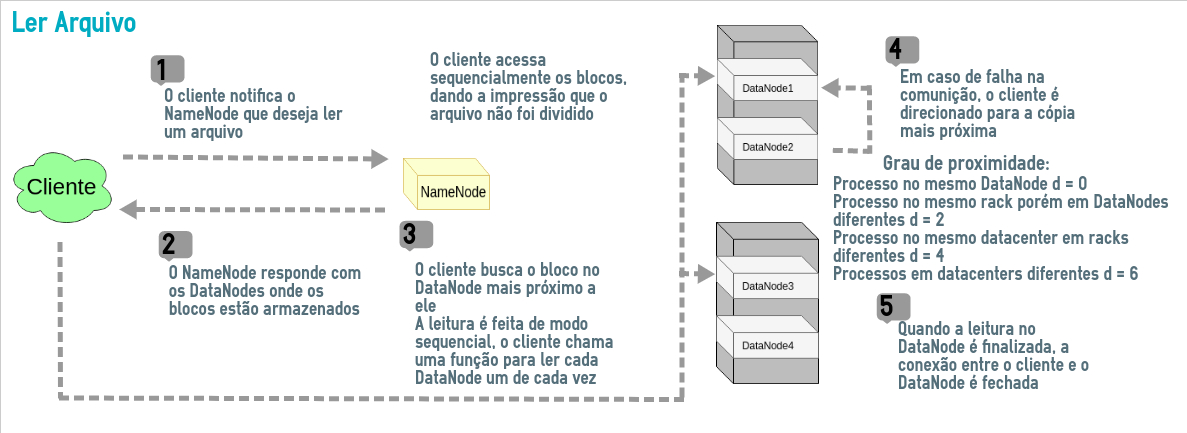 Ler Arquivo
1
O cliente notifica o
NameNode que deseja ler
um arquivo
O cliente acessa
sequencialmente os blocos,
dando a impressão que o
arquivo não foi dividido
Cliente
NameNode
2
O NameNode responde com
os DataNodes onde os
blocos estão armazenados
3
O cliente busca o bloco no
DataNode mais próximo a
ele
A leitura é feita de modo
sequencial, o cliente chama
uma função para ler cada
DataNode um de cada vez
DataNode1
DataNode2
DataNode3
DataNode4
4
Em caso de falha na
comunição, o cliente é
direcionado para a cópia
mais próxima
Grau de proximidade:
Processo no mesmo DataNode d = 0
Processo no mesmo rack porém em DataNodes
diferentes d = 2
Processo no mesmo datacenter em racks
diferentes d = 4
Processos em datacenters diferentes d = 6
5
Quando a leitura no
DataNode é finalizada, a
conexão entre o cliente e o
DataNode é fechada